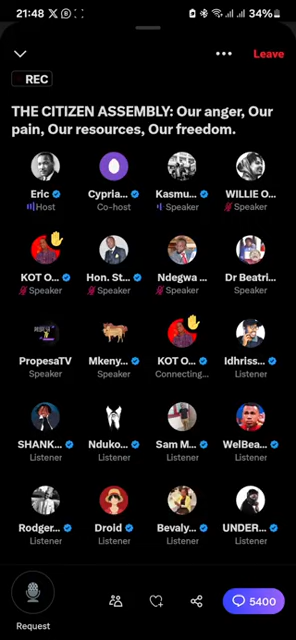 21:48
34%
Leave
REC
THE CITIZEN ASSEMBLY: Our anger, Our
pain, Our resources, Our freedom.
Eric Cypria... Kasmu... WILLIE O...
Host Co-host Speaker Speaker
KOT O... Hon. St... Ndegwa ... Dr Beatri...
Speaker Speaker Speaker Speaker
PropesaTV Mkeny... KOT O... Idhriss...
Speaker Speaker Connecting... Listener
SHANK... Nduko... Sam M... WelBea...
Listener Listener Listener Listener
Rodger... Droid Bevaly... UNDER...
Listener Listener Listener Listener
5400
Request